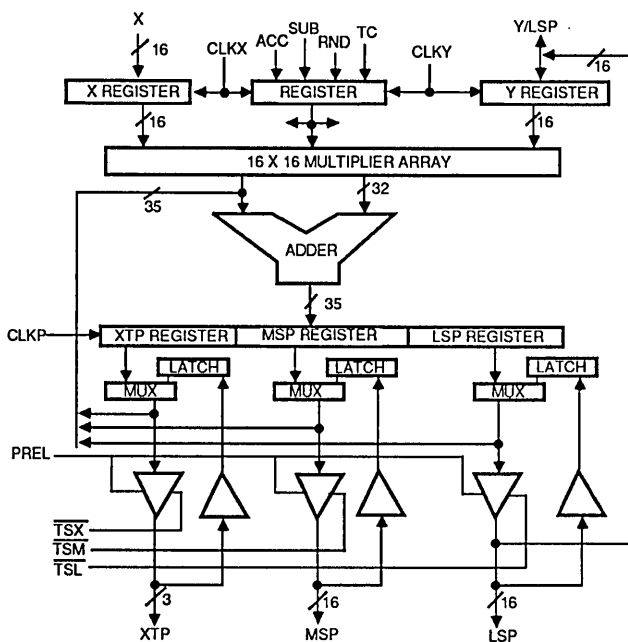 X
Y/LSP
16
CLKX
ACC
SUB
RND
TC
CLKY
16
X REGISTER
REGISTER
Y REGISTER
16
16
16 X 16 MULTIPLIER ARRAY
35
32
ADDER
35
CLKP
XTP REGISTER
MSP REGISTER
LSP REGISTER
LATCH
LATCH
LATCH
MUX
MUX
MUX
PREL
TSX
TSM
TSL
3
16
16
XTP
MSP
LSP